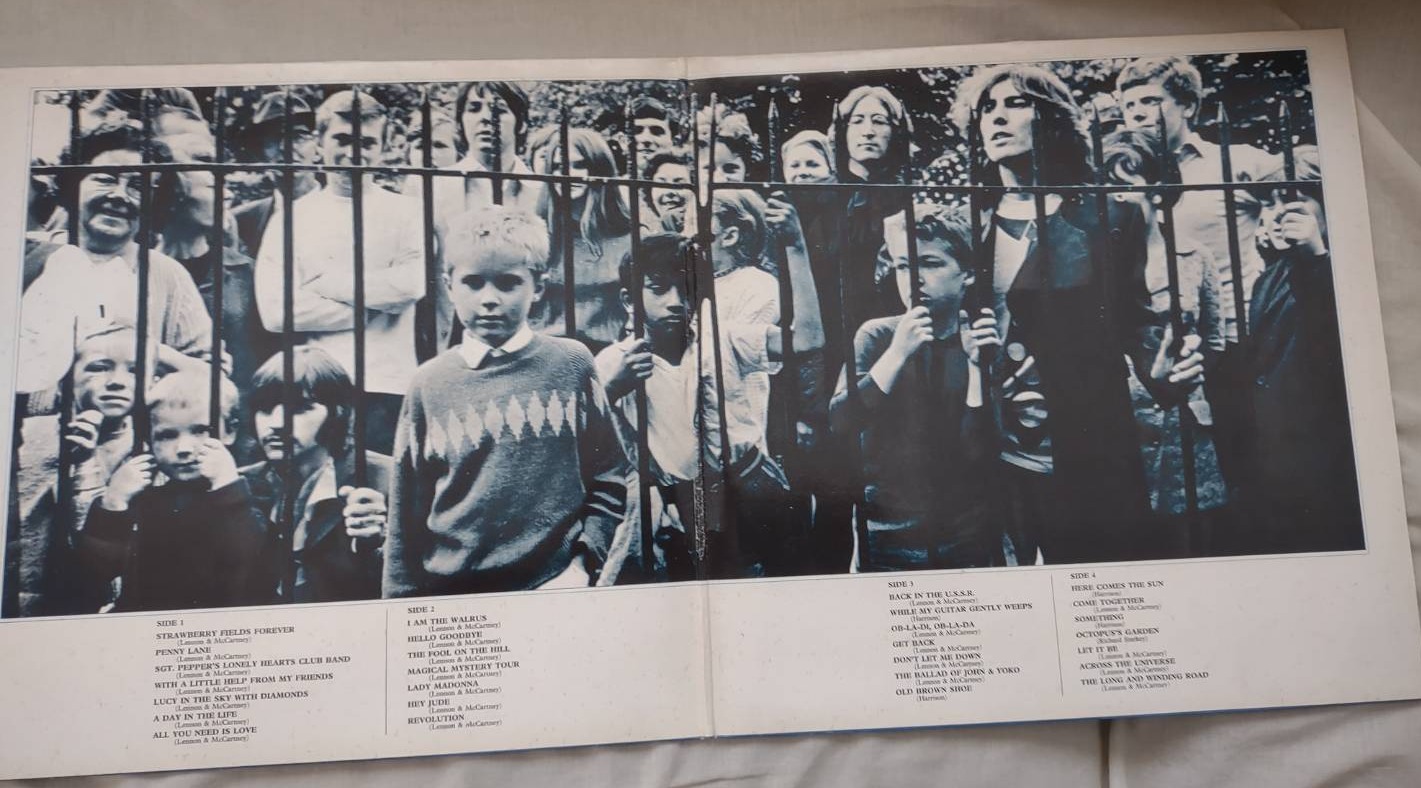 SIDE 1
STRAWBERRY FIELDS FOREVER
(Lennon & McCartney)
PENNY LANE
(Lennon & McCartney)
SGT. PEPPER'S LONELY HEARTS CLUB BAND
(Lennon & McCartney)
WITH A LITTLE HELP FROM MY FRIENDS
(Lennon & McCartney)
LUCY IN THE SKY WITH DIAMONDS
(Lennon & McCartney)
A DAY IN THE LIFE
(Lennon & McCartney)
ALL YOU NEED IS LOVE
(Lennon & McCartney)
SIDE 2
I AM THE WALRUS
(Lennon & McCartney)
HELLO GOODBYE
(Lennon & McCartney)
THE FOOL ON THE HILL
(Lennon & McCartney)
MAGICAL MYSTERY TOUR
(Lennon & McCartney)
LADY MADONNA
(Lennon & McCartney)
HEY JUDE
(Lennon & McCartney)
REVOLUTION
(Lennon & McCartney)
SIDE 3
BACK IN THE U.S.S.R.
(Lennon & McCartney)
WHILE MY GUITAR GENTLY WEEPS
(Harrison)
OB-LA-DI, OB-LA-DA
(Lennon & McCartney)
GET BACK
(Lennon & McCartney)
DON'T LET ME DOWN
(Lennon & McCartney)
THE BALLAD OF JOHN & YOKO
(Lennon & McCartney)
OLD BROWN SHOE
(Harrison)
SIDE 4
HERE COMES THE SUN
(Harrison)
COME TOGETHER
(Lennon & McCartney)
SOMETHING
(Harrison)
OCTOPUS'S GARDEN
(Richard Starkey)
LET IT BE
(Lennon & McCartney)
ACROSS THE UNIVERSE
(Lennon & McCartney)
THE LONG AND WINDING ROAD
(Lennon & McCartney)